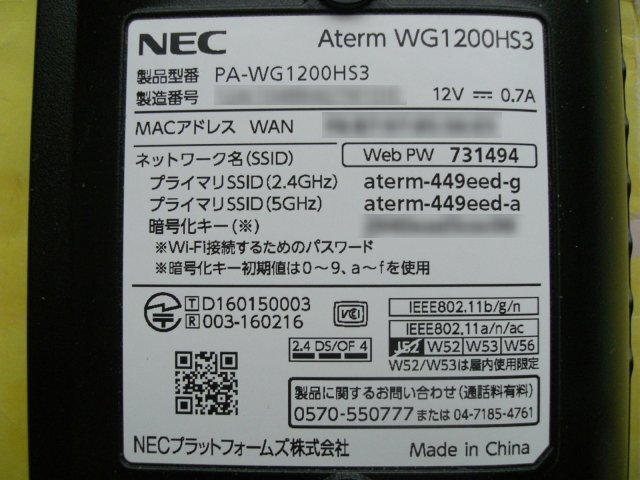 NEC Aterm WG1200HS3
製品型番 PA-WG1200HS3
製造番号 12V 0.7A
MACアドレス WAN
ネットワーク名(SSID) Web PW 731494
プライマリSSID(2.4GHz) aterm-449eed-g
プライマリSSID(5GHz) aterm-449eed-a
暗号化キー(※)
※Wi-Fi接続するためのパスワード
※暗号化キー初期値は0～9、a～fを使用
T D160150003
R 003-160216
VCCI
IEEE802.11b/g/n
IEEE802.11a/n/ac
2.4 DS/OF 4
J52 W52 W53 W56
W52/W53は屋内使用限定
製品に関するお問い合わせ(通話料有料)
0570-550777 または 04-7185-4761
NECプラットフォームズ株式会社 Made in China